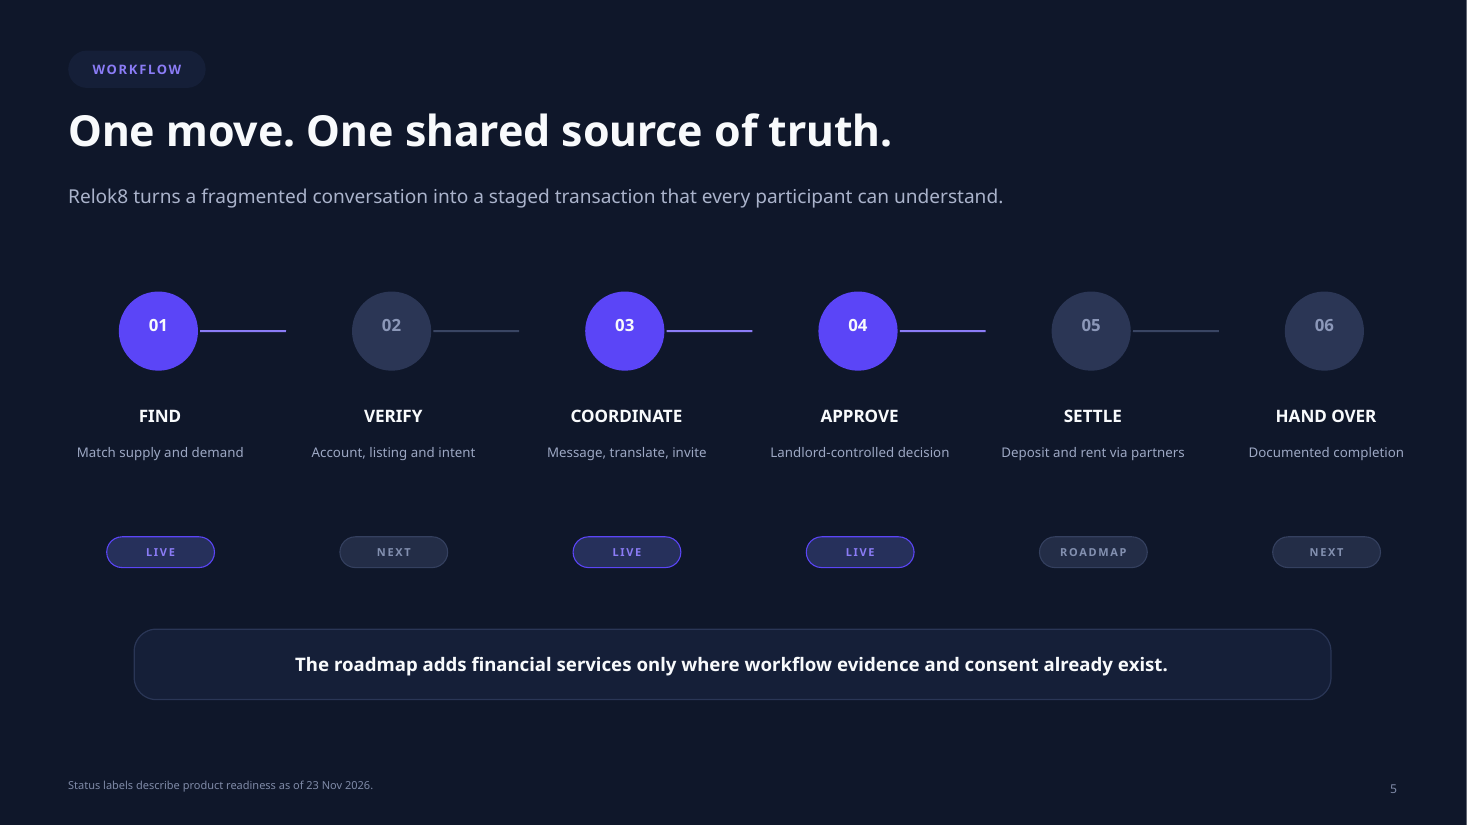 WORKFLOW
One move. One shared source of truth.
Relok8 turns a fragmented conversation into a staged transaction that every participant can understand.
01
02
03
04
05
06
FIND
VERIFY
COORDINATE
APPROVE
SETTLE
HAND OVER
Match supply and demand
Account, listing and intent
Message, translate, invite
Landlord-controlled decision
Deposit and rent via partners
Documented completion
LIVE
NEXT
LIVE
LIVE
ROADMAP
NEXT
The roadmap adds financial services only where workflow evidence and consent already exist.
Status labels describe product readiness as of 23 Nov 2026.
5